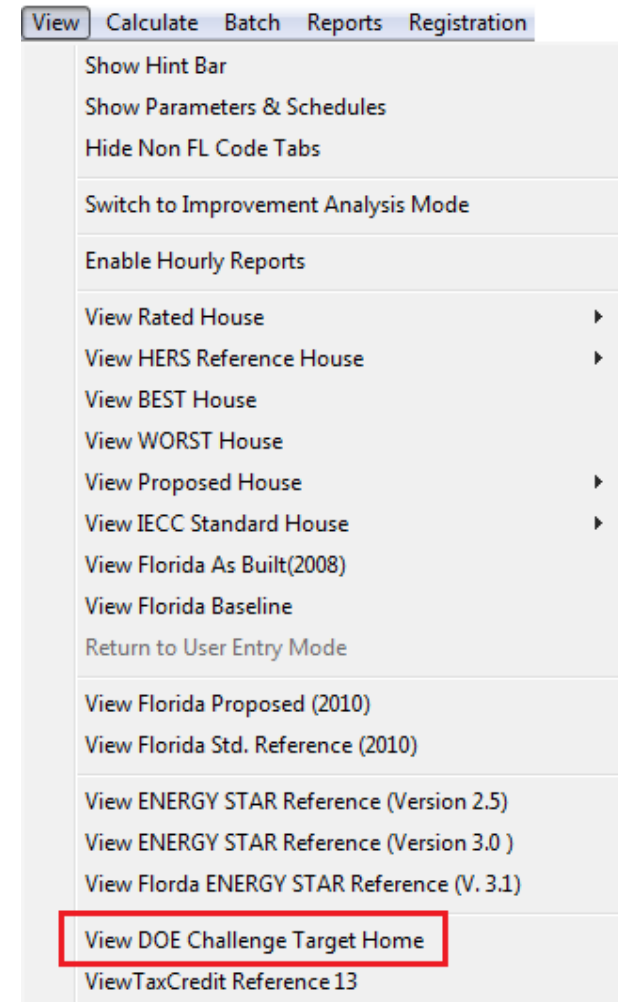 View Calculate Batch Reports Registration
Show Hint Bar
Show Parameters & Schedules
Hide Non FL Code Tabs
Switch to Improvement Analysis Mode
Enable Hourly Reports
View Rated House
View HERS Reference House
View BEST House
View WORST House
View Proposed House
View IECC Standard House
View Florida As Built(2008)
View Florida Baseline
Return to User Entry Mode
View Florida Proposed (2010)
View Florida Std. Reference (2010)
View ENERGY STAR Reference (Version 2.5)
View ENERGY STAR Reference (Version 3.0 )
View Florda ENERGY STAR Reference (V. 3.1)
View DOE Challenge Target Home
ViewTaxCredit Reference 13